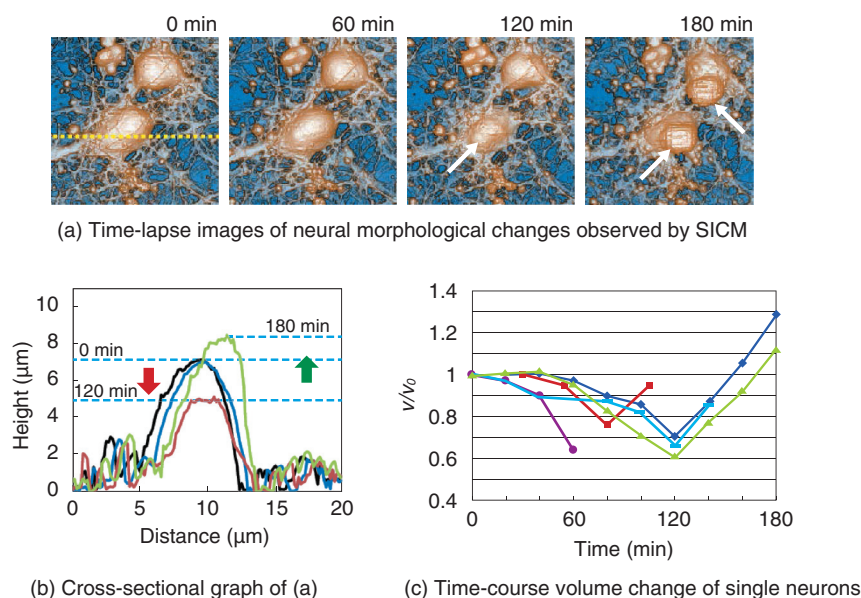 0 min 60 min 120 min 180 min
(a) Time-lapse images of neural morphological changes observed by SICM
Height (μm)
10
8
6
4
2
0
0 min
120 min
180 min
0 5 10 15 20
Distance (μm)
(b) Cross-sectional graph of (a)
v/v0
1.4
1.2
1.0
0.8
0.6
0.4
0 60 120 180
Time (min)
(c) Time-course volume change of single neurons